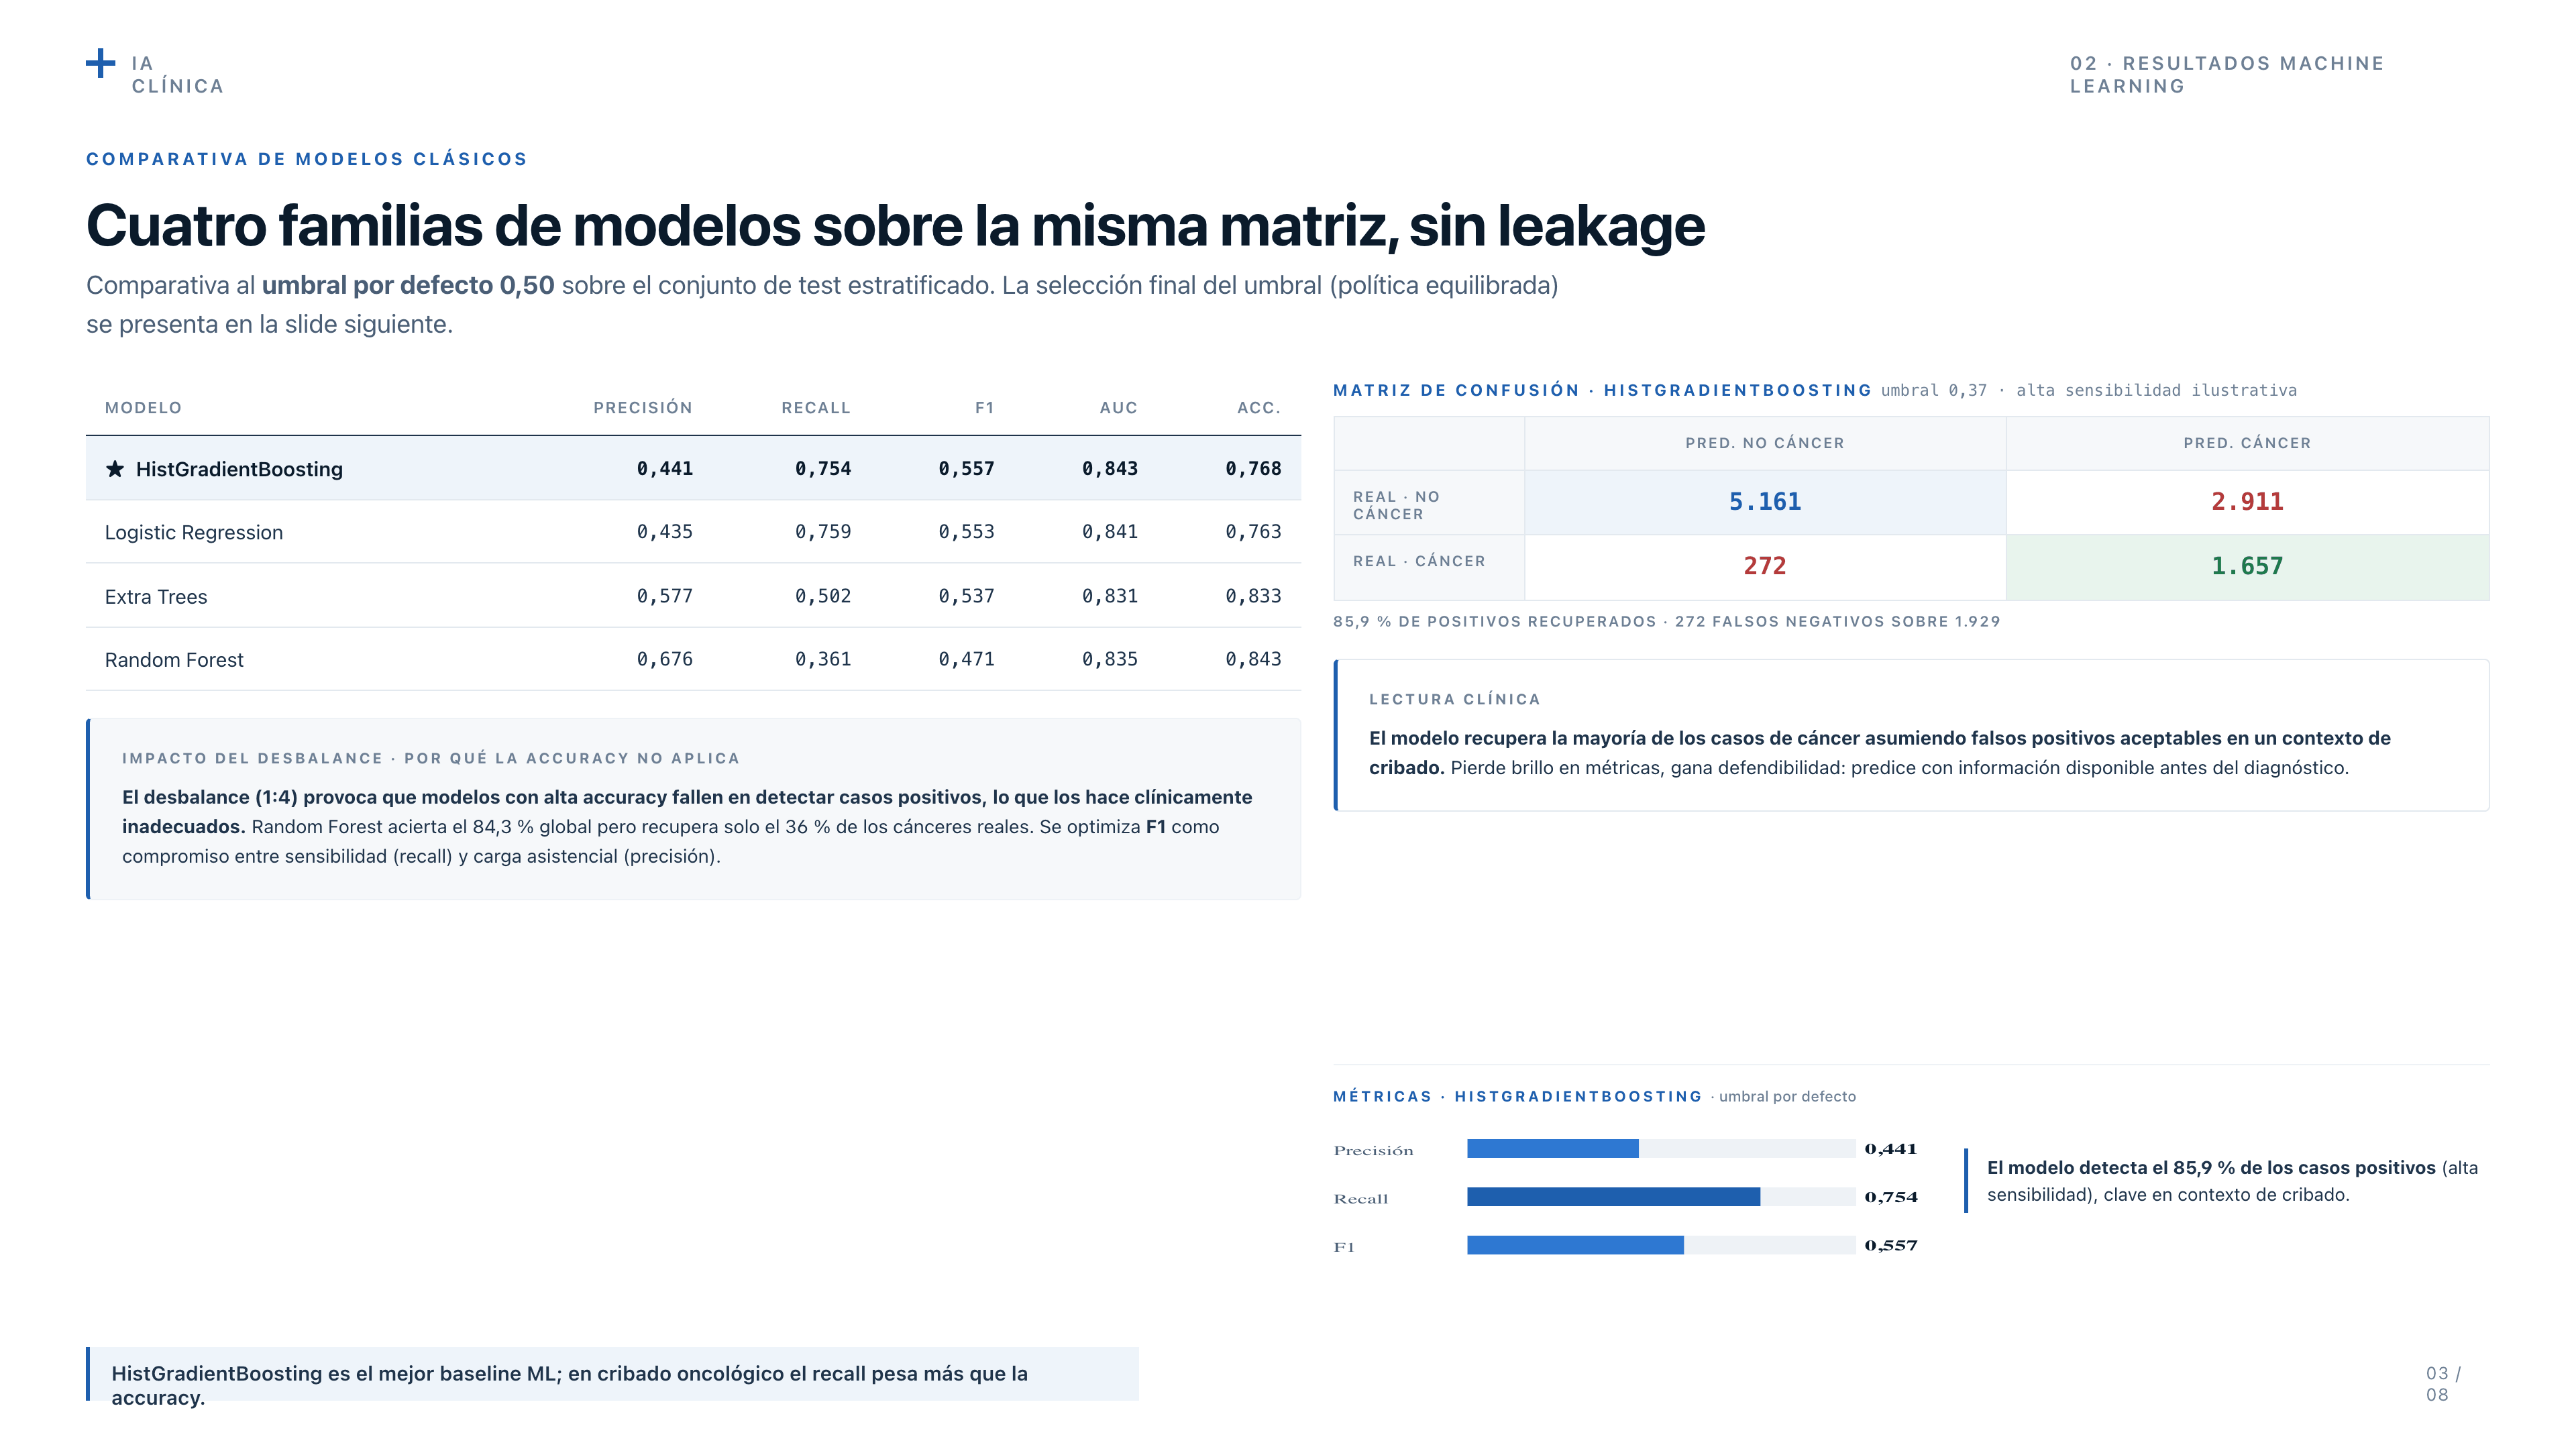 IA
CLÍNICA
02 · RESULTADOS MACHINE
LEARNING
COMPARATIVA DE MODELOS CLÁSICOS
Cuatro familias de modelos sobre la misma matriz, sin leakage
Comparativa al umbral por defecto 0,50 sobre el conjunto de test estratificado. La selección final del umbral (política equilibrada)
se presenta en la slide siguiente.
MODELO PRECISIÓN RECALL F1 AUC ACC.
★ HistGradientBoosting 0,441 0,754 0,557 0,843 0,768
Logistic Regression 0,435 0,759 0,553 0,841 0,763
Extra Trees 0,577 0,502 0,537 0,831 0,833
Random Forest 0,676 0,361 0,471 0,835 0,843
IMPACTO DEL DESBALANCE · POR QUÉ LA ACCURACY NO APLICA
El desbalance (1:4) provoca que modelos con alta accuracy fallen en detectar casos positivos, lo que los hace clínicamente
inadecuados. Random Forest acierta el 84,3 % global pero recupera solo el 36 % de los cánceres reales. Se optimiza F1 como
compromiso entre sensibilidad (recall) y carga asistencial (precisión).
MATRIZ DE CONFUSIÓN · HISTGRADIENTBOOSTING umbral 0,37 · alta sensibilidad ilustrativa
PRED. NO CÁNCER PRED. CÁNCER
REAL · NO
CÁNCER
5.161 2.911
REAL · CÁNCER 272 1.657
85,9 % DE POSITIVOS RECUPERADOS · 272 FALSOS NEGATIVOS SOBRE 1.929
LECTURA CLÍNICA
El modelo recupera la mayoría de los casos de cáncer asumiendo falsos positivos aceptables en un contexto de
cribado. Pierde brillo en métricas, gana defendibilidad: predice con información disponible antes del diagnóstico.
MÉTRICAS · HISTGRADIENTBOOSTING · umbral por defecto
Precisión 0,441
Recall 0,754
F1 0,557
El modelo detecta el 85,9 % de los casos positivos (alta
sensibilidad), clave en contexto de cribado.
HistGradientBoosting es el mejor baseline ML; en cribado oncológico el recall pesa más que la
accuracy.
03 /
08